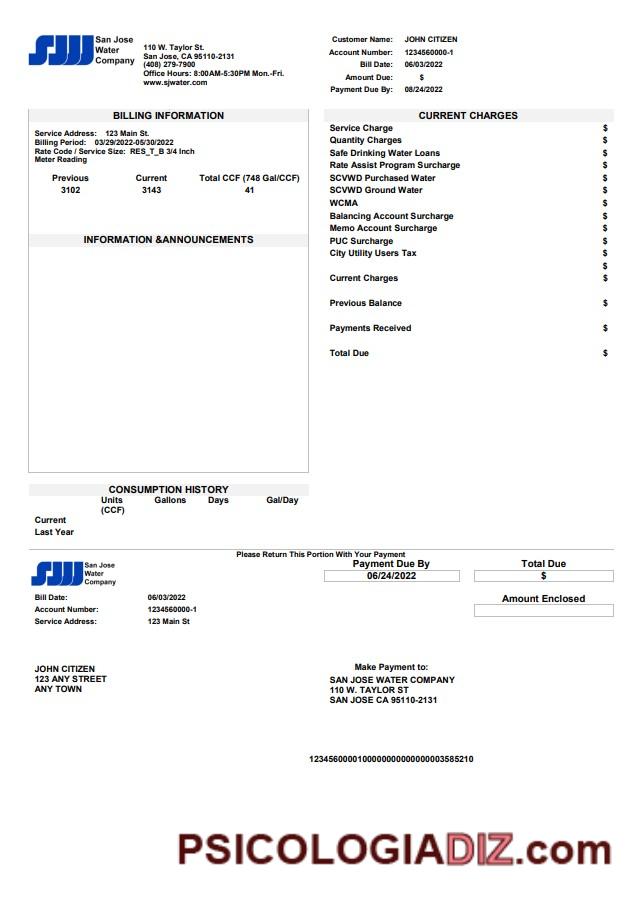 San Jose
Water
Company
110 W. Taylor St.
San Jose, CA 95110-2131
(408) 279-7900
Office Hours: 8:00AM-5:30PM Mon.-Fri.
www.sjwater.com
Customer Name: JOHN CITIZEN
Account Number: 1234560000-1
Bill Date: 06/03/2022
Amount Due: $
Payment Due By: 08/24/2022
BILLING INFORMATION
Service Address: 123 Main St.
Billing Period: 03/29/2022-05/30/2022
Rate Code / Service Size: RES_T_B 3/4 Inch
Meter Reading
Previous Current Total CCF (748 Gal/CCF)
3102 3143 41
INFORMATION &ANNOUNCEMENTS
CURRENT CHARGES
Service Charge $
Quantity Charges $
Safe Drinking Water Loans $
Rate Assist Program Surcharge $
SCVWD Purchased Water $
SCVWD Ground Water $
WCMA $
Balancing Account Surcharge $
Memo Account Surcharge $
PUC Surcharge $
City Utility Users Tax $
$
Current Charges $
Previous Balance $
Payments Received $
Total Due $
CONSUMPTION HISTORY
Units (CCF) Gallons Days Gal/Day
Current
Last Year
Please Return This Portion With Your Payment
San Jose
Water
Company
Payment Due By Total Due
06/24/2022 $
Amount Enclosed
Bill Date: 06/03/2022
Account Number: 1234560000-1
Service Address: 123 Main St
JOHN CITIZEN
123 ANY STREET
ANY TOWN
Make Payment to:
SAN JOSE WATER COMPANY
110 W. TAYLOR ST
SAN JOSE CA 95110-2131
1234560000100000000000000003585210
PSICOLOGIADIZ.com